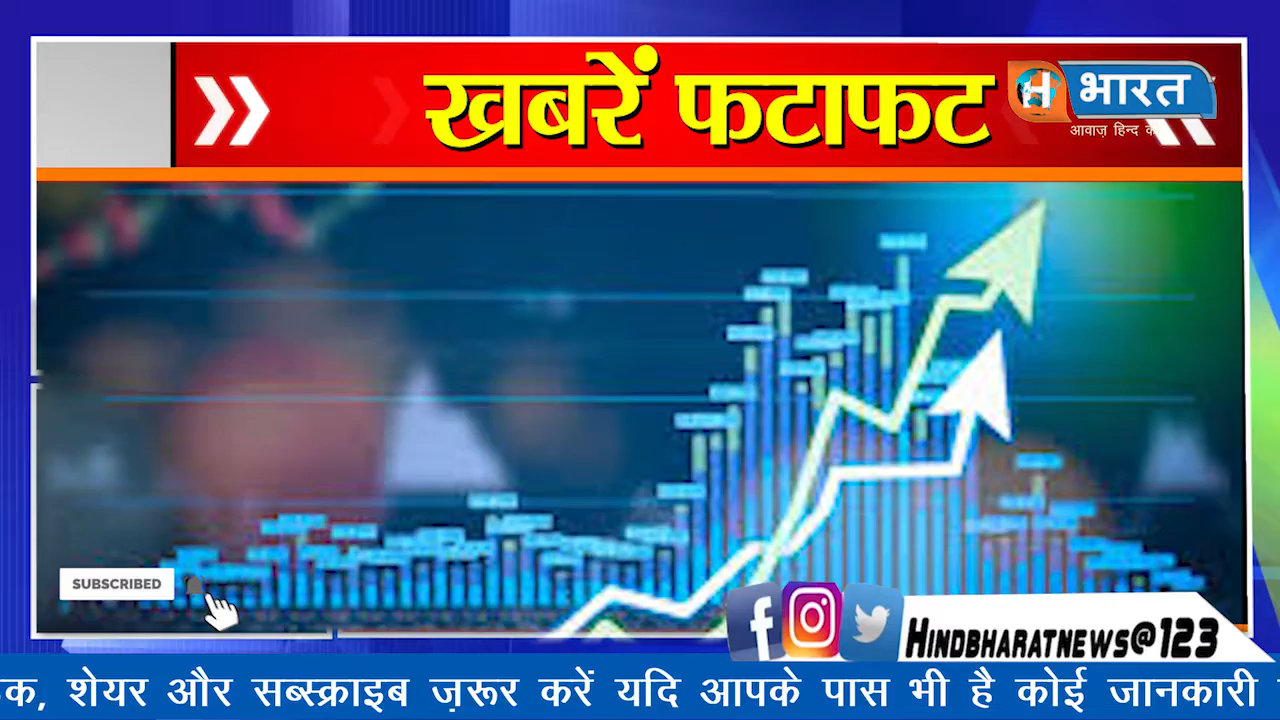 खबरें फटाफट
H भारत
आवाज़ हिन्द
SUBSCRIBED
HINDBHARATNEWS@123
शेयर और सब्स्क्राइब ज़रूर करें यदि आपके पास भी है कोई जानकारी